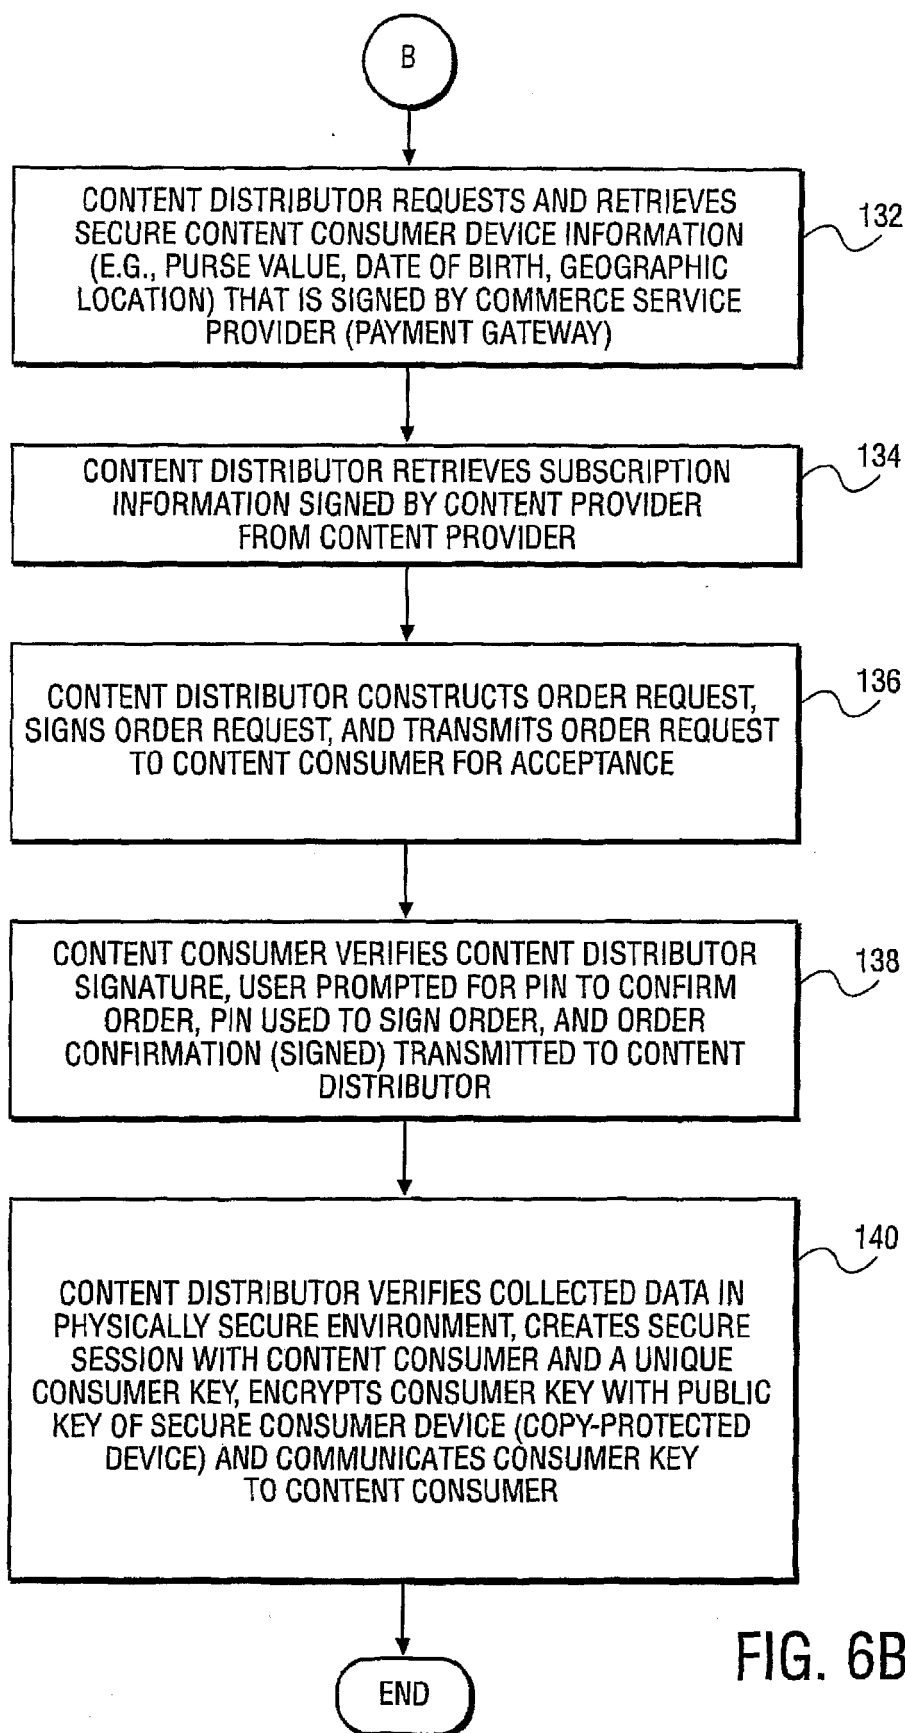 B
CONTENT DISTRIBUTOR REQUESTS AND RETRIEVES
SECURE CONTENT CONSUMER DEVICE INFORMATION
(E.G., PURSE VALUE, DATE OF BIRTH, GEOGRAPHIC
LOCATION) THAT IS SIGNED BY COMMERCE SERVICE
PROVIDER (PAYMENT GATEWAY)
132
CONTENT DISTRIBUTOR RETRIEVES SUBSCRIPTION
INFORMATION SIGNED BY CONTENT PROVIDER
FROM CONTENT PROVIDER
134
CONTENT DISTRIBUTOR CONSTRUCTS ORDER REQUEST,
SIGNS ORDER REQUEST, AND TRANSMITS ORDER REQUEST
TO CONTENT CONSUMER FOR ACCEPTANCE
136
CONTENT CONSUMER VERIFIES CONTENT DISTRIBUTOR
SIGNATURE, USER PROMPTED FOR PIN TO CONFIRM
ORDER, PIN USED TO SIGN ORDER, AND ORDER
CONFIRMATION (SIGNED) TRANSMITTED TO CONTENT
DISTRIBUTOR
138
CONTENT DISTRIBUTOR VERIFIES COLLECTED DATA IN
PHYSICALLY SECURE ENVIRONMENT, CREATES SECURE
SESSION WITH CONTENT CONSUMER AND A UNIQUE
CONSUMER KEY, ENCRYPTS CONSUMER KEY WITH PUBLIC
KEY OF SECURE CONSUMER DEVICE (COPY-PROTECTED
DEVICE) AND COMMUNICATES CONSUMER KEY
TO CONTENT CONSUMER
140
END
FIG. 6B